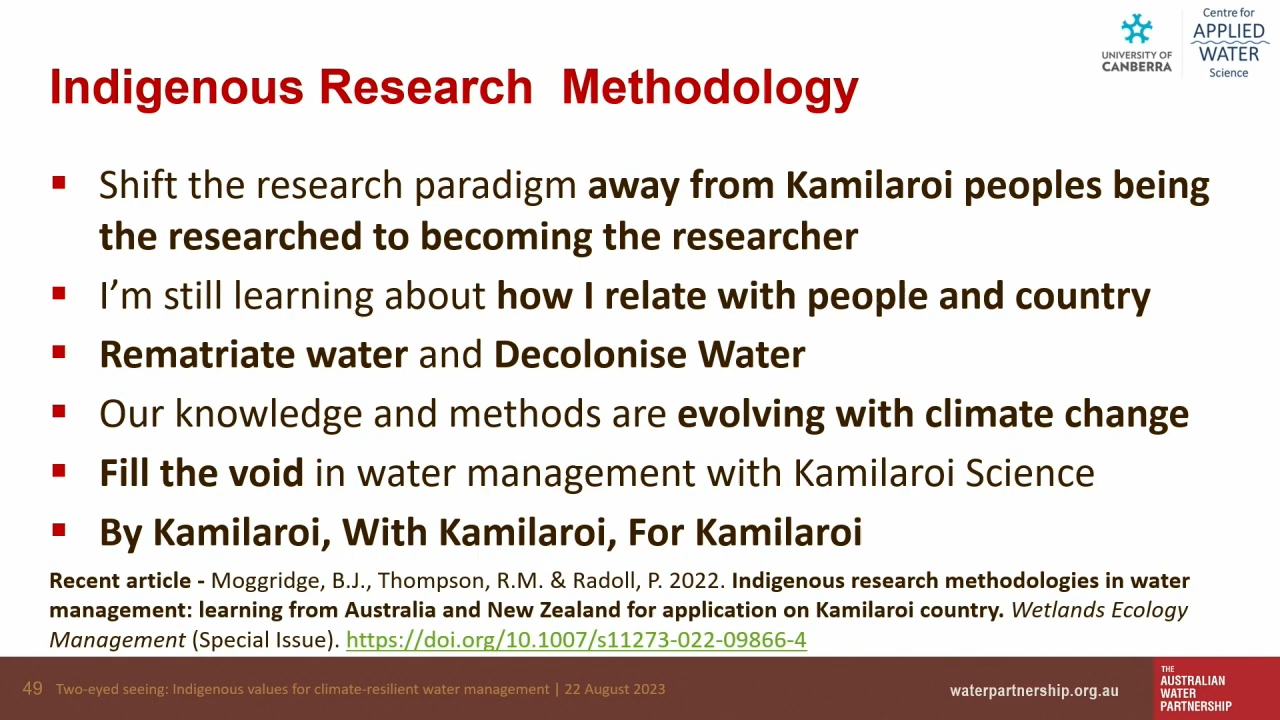 UNIVERSITY OF
CANBERRA
Centre for
APPLIED
WATER
Science
Indigenous Research  Methodology
▪ Shift the research paradigm away from Kamilaroi peoples being
the researched to becoming the researcher
▪ I’m still learning about how I relate with people and country
▪ Rematriate water and Decolonise Water
▪ Our knowledge and methods are evolving with climate change
▪ Fill the void in water management with Kamilaroi Science
▪ By Kamilaroi, With Kamilaroi, For Kamilaroi
Recent article - Moggridge, B.J., Thompson, R.M. & Radoll, P. 2022. Indigenous research methodologies in water
management: learning from Australia and New Zealand for application on Kamilaroi country. Wetlands Ecology
Management (Special Issue). https://doi.org/10.1007/s11273-022-09866-4
49 Two-eyed seeing: Indigenous values for climate-resilient water management | 22 August 2023
waterpartnership.org.au
THE
AUSTRALIAN
WATER
PARTNERSHIP